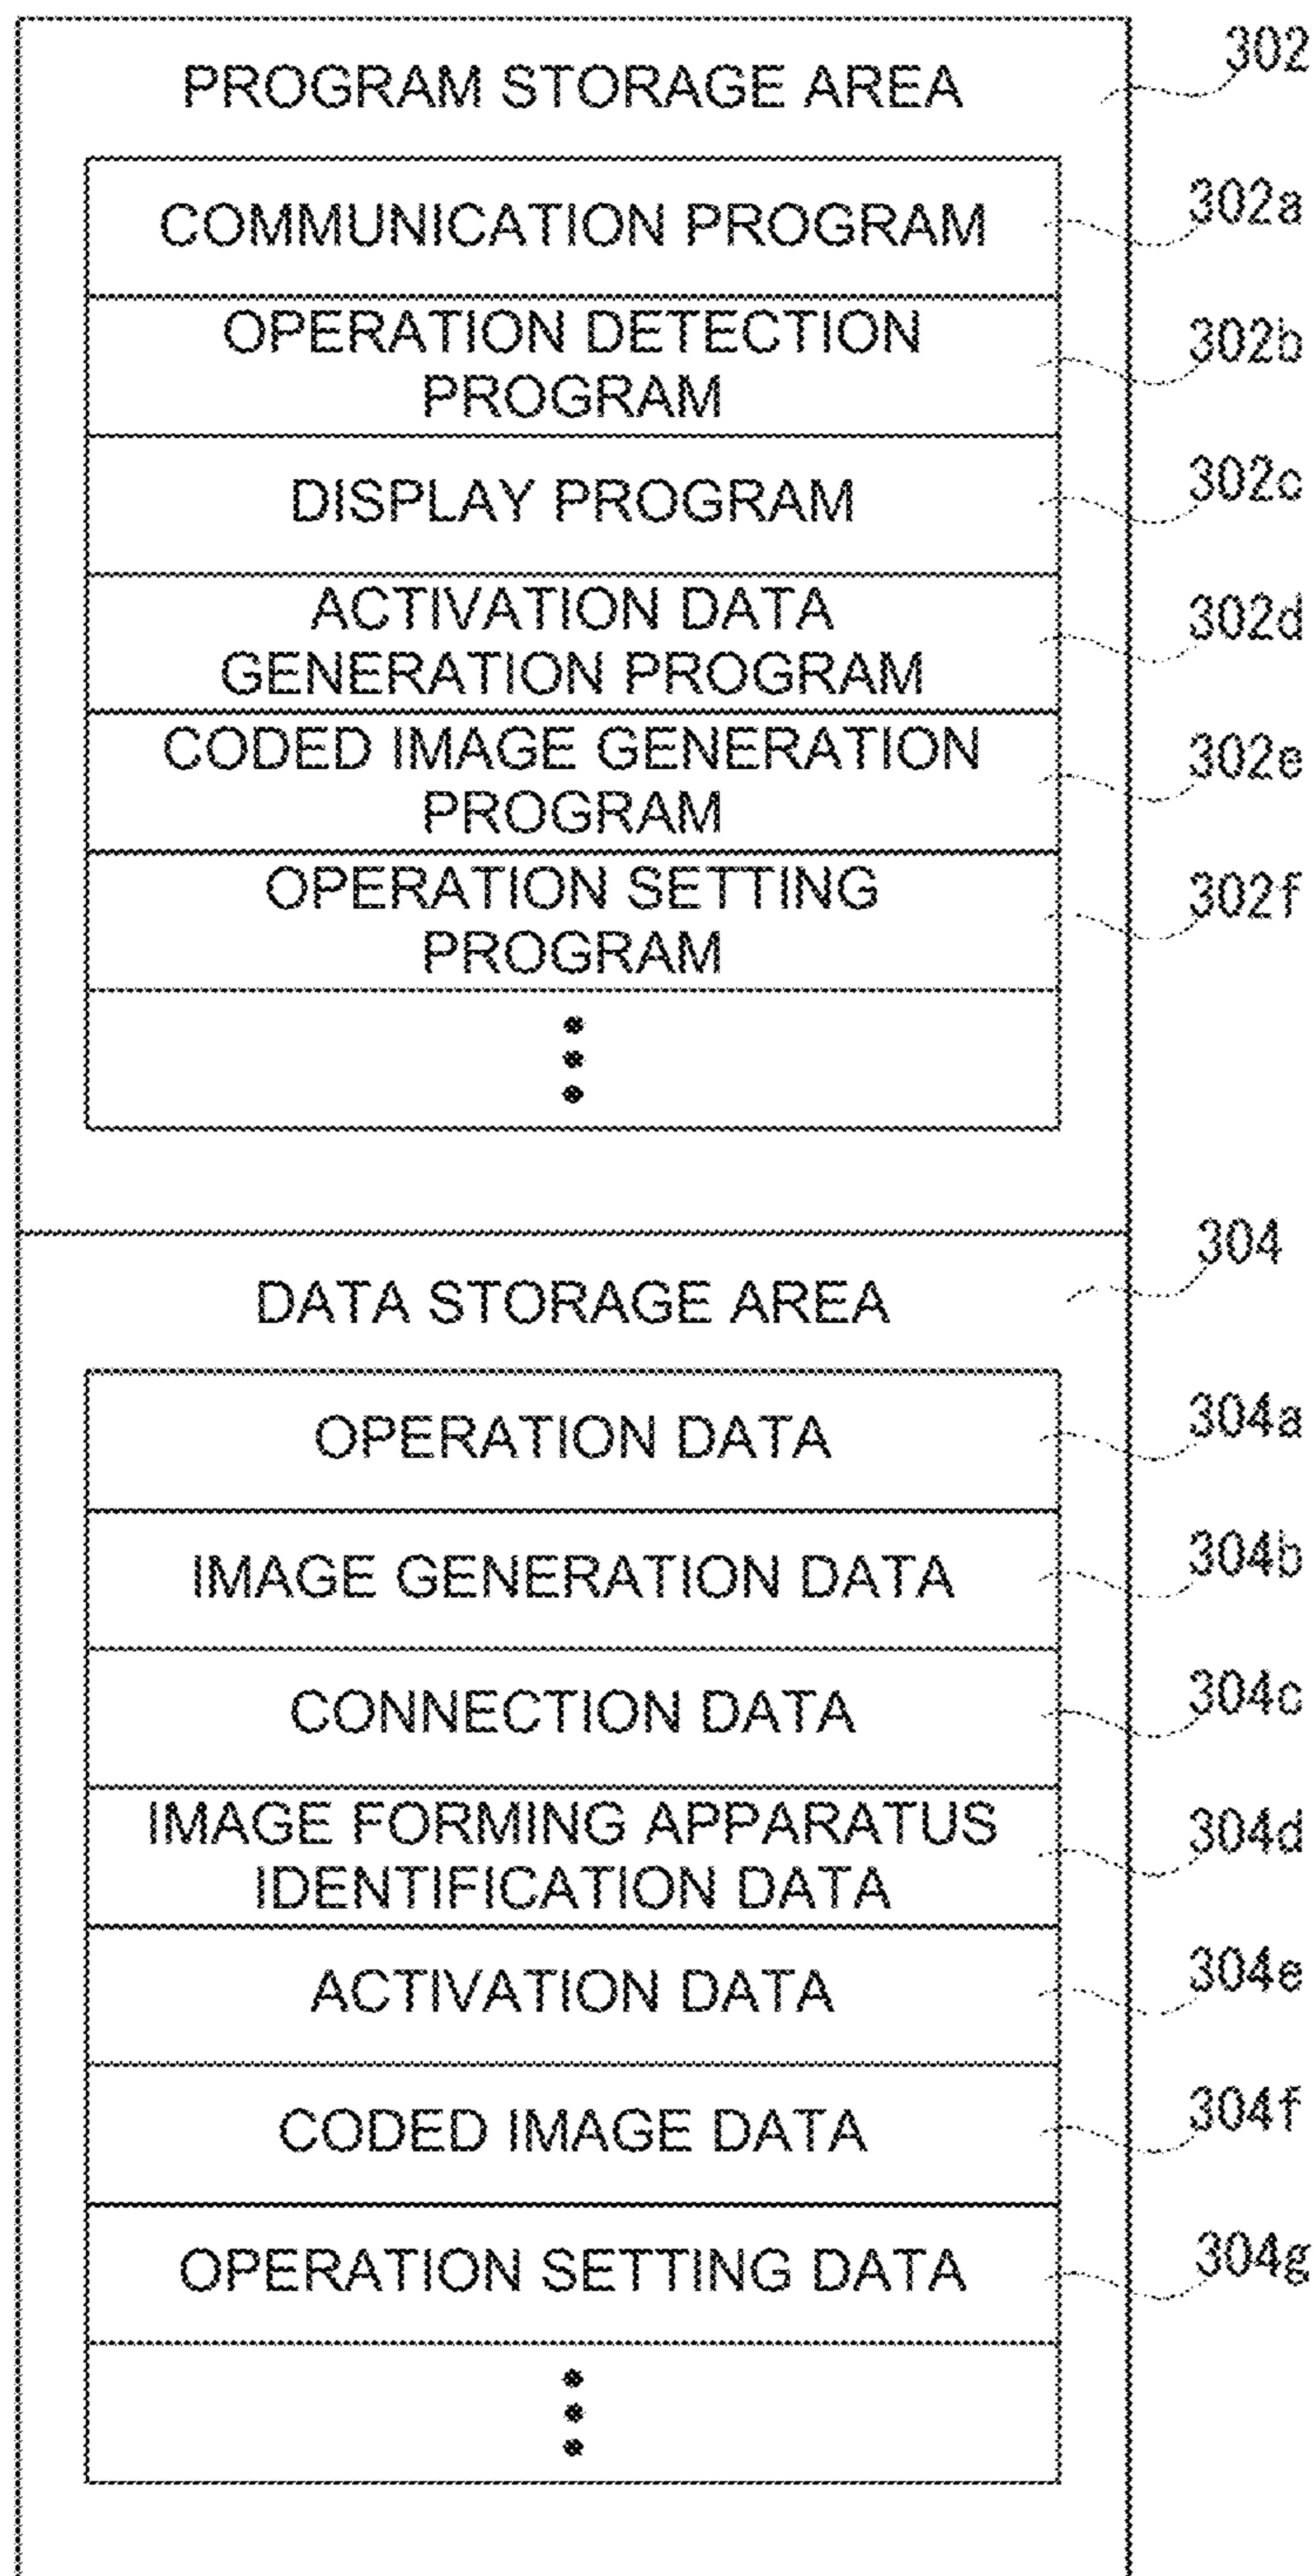 PROGRAM STORAGE AREA
302
COMMUNICATION PROGRAM
302a
OPERATION DETECTION
PROGRAM
302b
DISPLAY PROGRAM
302c
ACTIVATION DATA
GENERATION PROGRAM
302d
CODED IMAGE GENERATION
PROGRAM
302e
OPERATION SETTING
PROGRAM
302f
DATA STORAGE AREA
304
OPERATION DATA
304a
IMAGE GENERATION DATA
304b
CONNECTION DATA
304c
IMAGE FORMING APPARATUS
IDENTIFICATION DATA
304d
ACTIVATION DATA
304e
CODED IMAGE DATA
304f
OPERATION SETTING DATA
304g